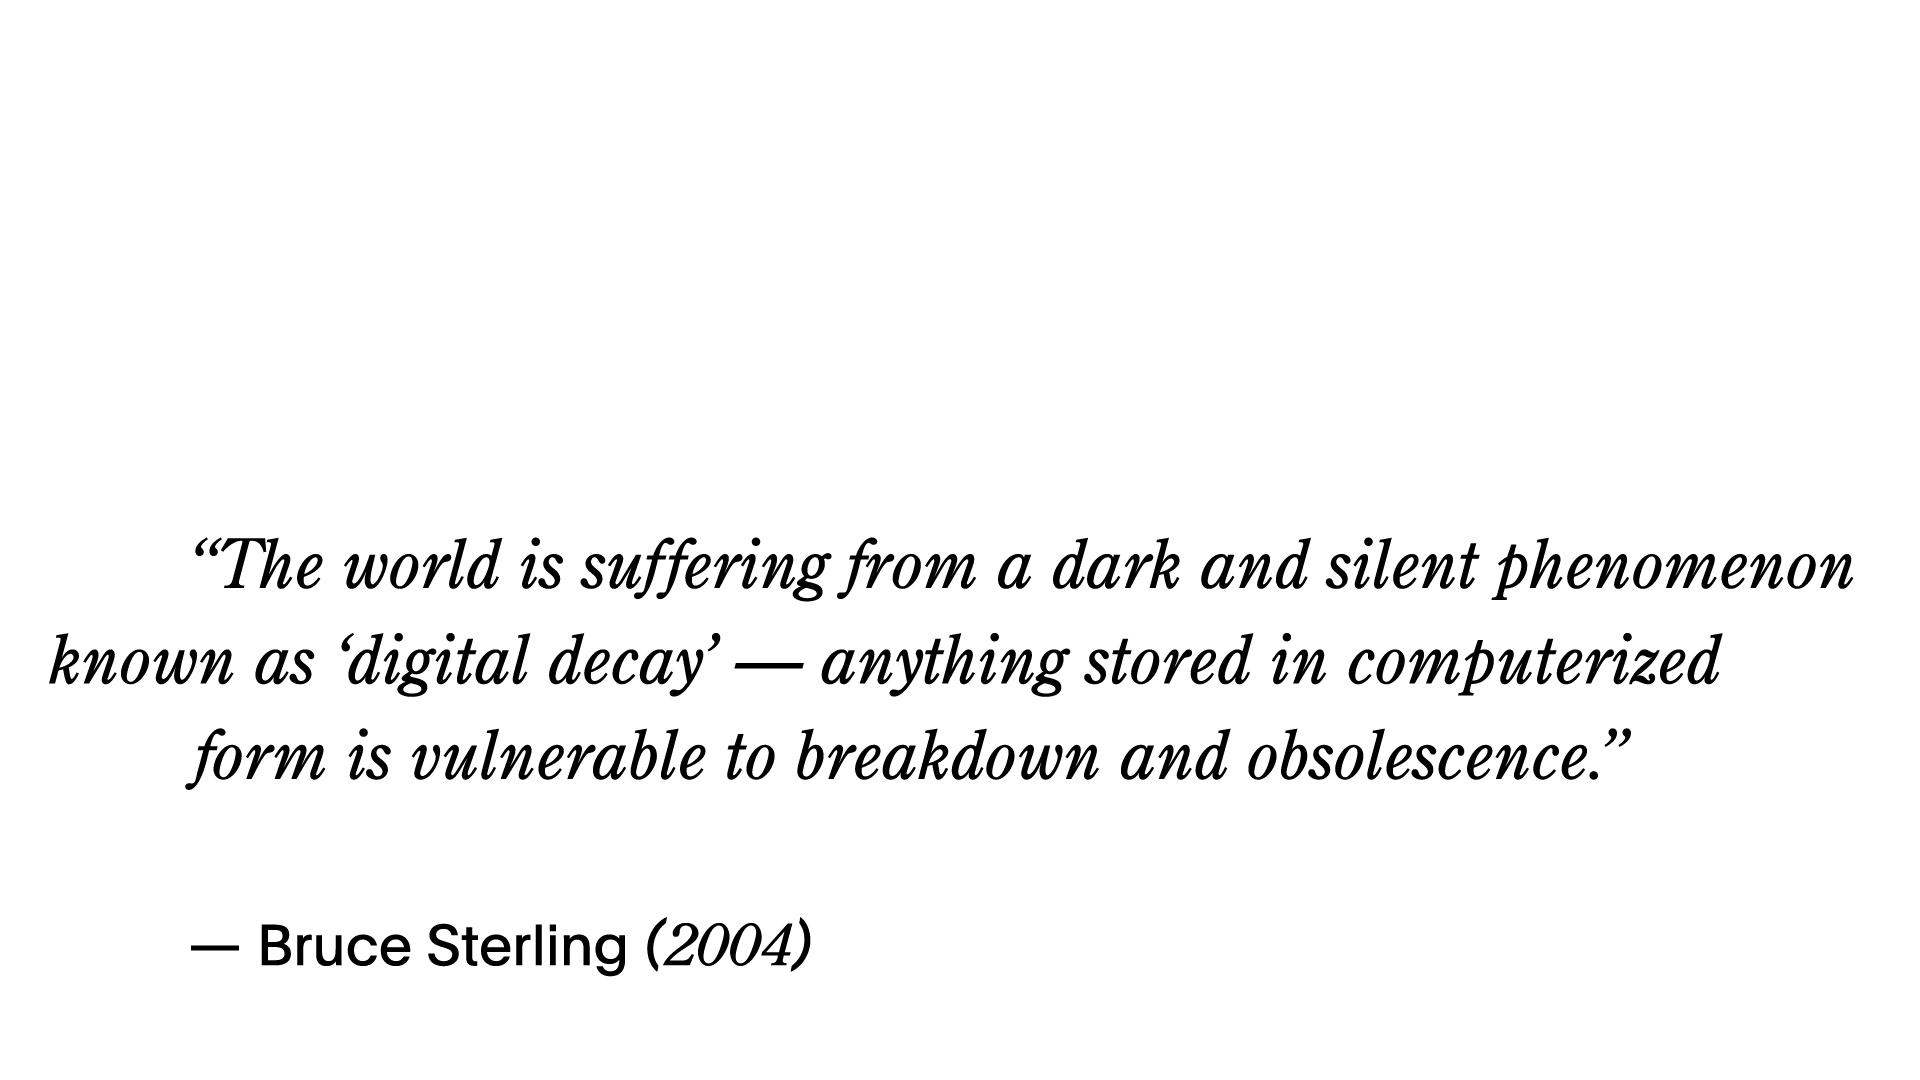 “The world is suffering from a dark and silent phenomenon
known as ‘digital decay’ — anything stored in computerized
form is vulnerable to breakdown and obsolescence.”
— Bruce Sterling (2004)